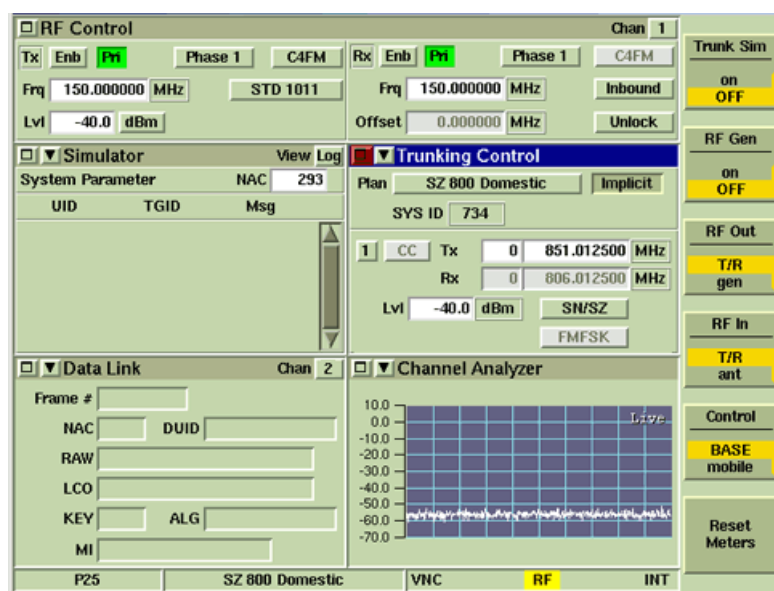 RF Control Chan 1
Tx Enb Pri Phase 1 C4FM
Frq 150.000000 MHz STD 1011
Lvl -40.0 dBm
Rx Enb Pri Phase 1 C4FM
Frq 150.000000 MHz Inbound
Offset 0.000000 MHz Unlock
Simulator View Log
System Parameter NAC 293
UID TGID Msg
Trunking Control
Plan SZ 800 Domestic Implicit
SYS ID 734
1 CC Tx 0 851.012500 MHz
Rx 0 806.012500 MHz
Lvl -40.0 dBm SN/SZ
FMFSK
Data Link Chan 2
Frame #
NAC DUID
RAW
LCO
KEY ALG
MI
Channel Analyzer
Live
10.0
0.0
-10.0
-20.0
-30.0
-40.0
-50.0
-60.0
-70.0
Trunk Sim
on
OFF
RF Gen
on
OFF
RF Out
T/R
gen
RF In
T/R
ant
Control
BASE
mobile
Reset
Meters
P25 SZ 800 Domestic VNC RF INT